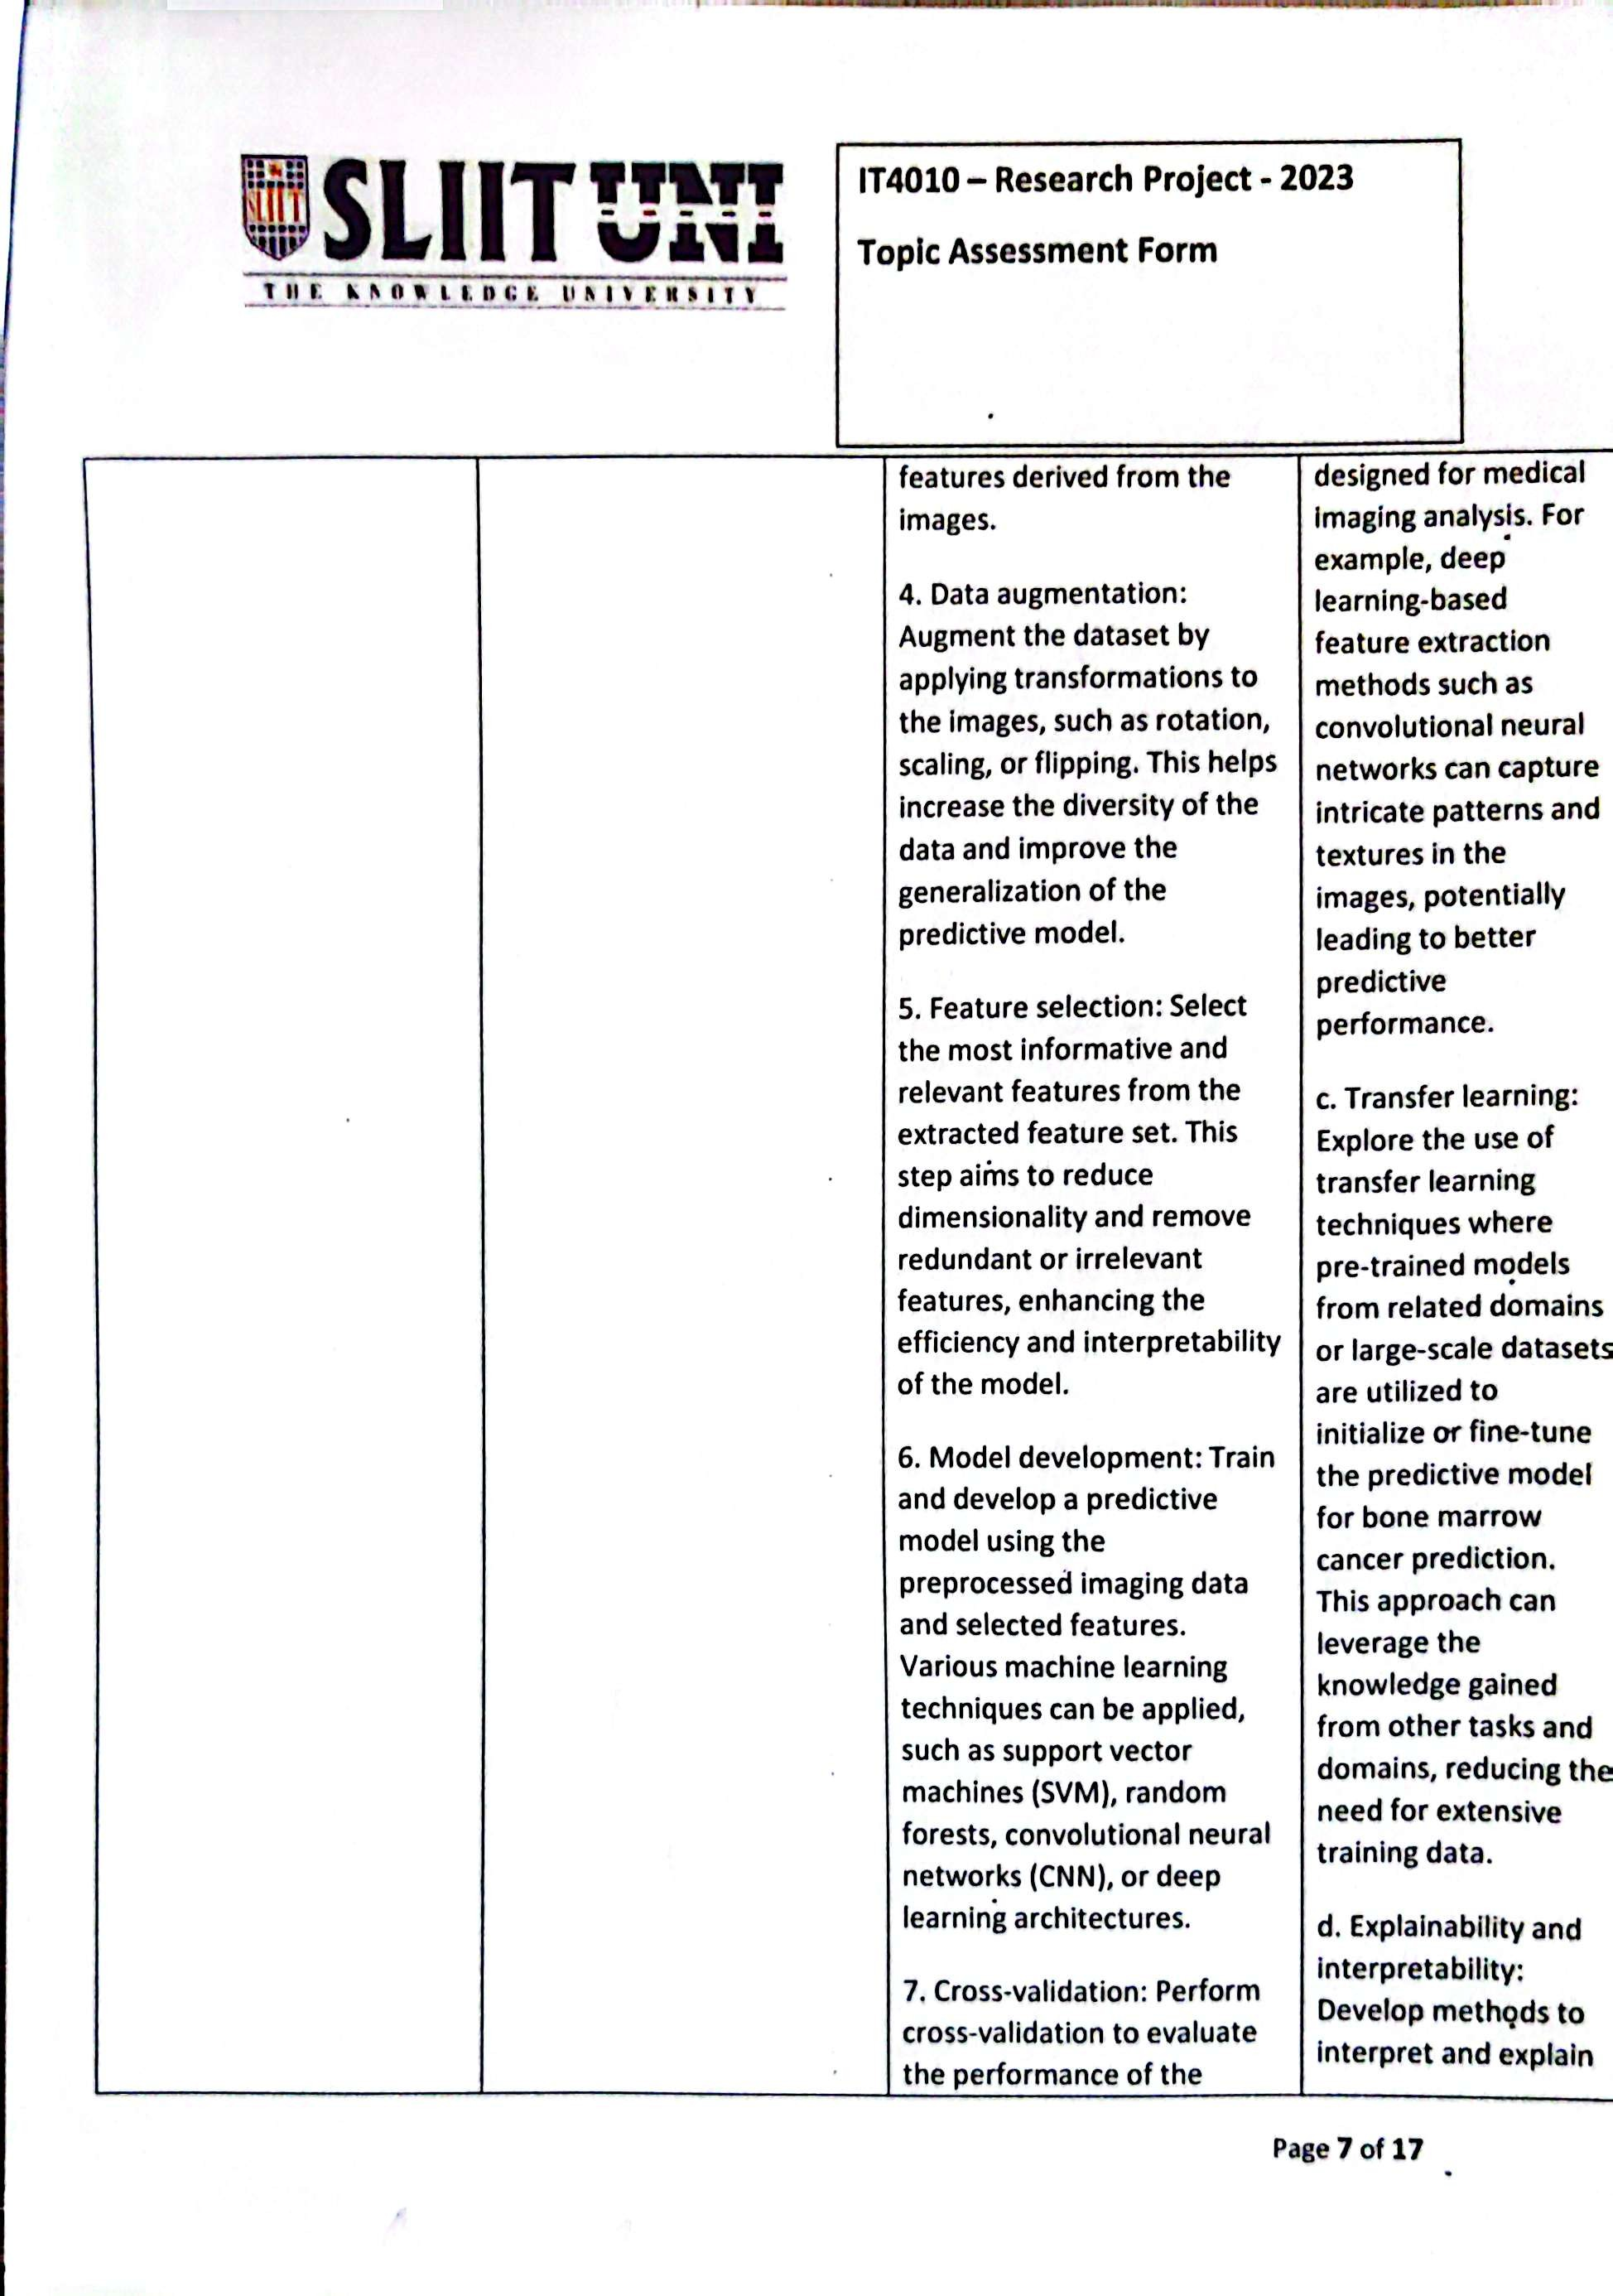 SLIIT
SLIIT UNI
THE KNOWLEDGE UNIVERSITY
IT4010 – Research Project - 2023
Topic Assessment Form
features derived from the
images.
4. Data augmentation:
Augment the dataset by
applying transformations to
the images, such as rotation,
scaling, or flipping. This helps
increase the diversity of the
data and improve the
generalization of the
predictive model.
5. Feature selection: Select
the most informative and
relevant features from the
extracted feature set. This
step aims to reduce
dimensionality and remove
redundant or irrelevant
features, enhancing the
efficiency and interpretability
of the model.
6. Model development: Train
and develop a predictive
model using the
preprocessed imaging data
and selected features.
Various machine learning
techniques can be applied,
such as support vector
machines (SVM), random
forests, convolutional neural
networks (CNN), or deep
learning architectures.
7. Cross-validation: Perform
cross-validation to evaluate
the performance of the
designed for medical
imaging analysis. For
example, deep
learning-based
feature extraction
methods such as
convolutional neural
networks can capture
intricate patterns and
textures in the
images, potentially
leading to better
predictive
performance.
c. Transfer learning:
Explore the use of
transfer learning
techniques where
pre-trained models
from related domains
or large-scale datasets
are utilized to
initialize or fine-tune
the predictive model
for bone marrow
cancer prediction.
This approach can
leverage the
knowledge gained
from other tasks and
domains, reducing the
need for extensive
training data.
d. Explainability and
interpretability:
Develop methods to
interpret and explain
Page 7 of 17